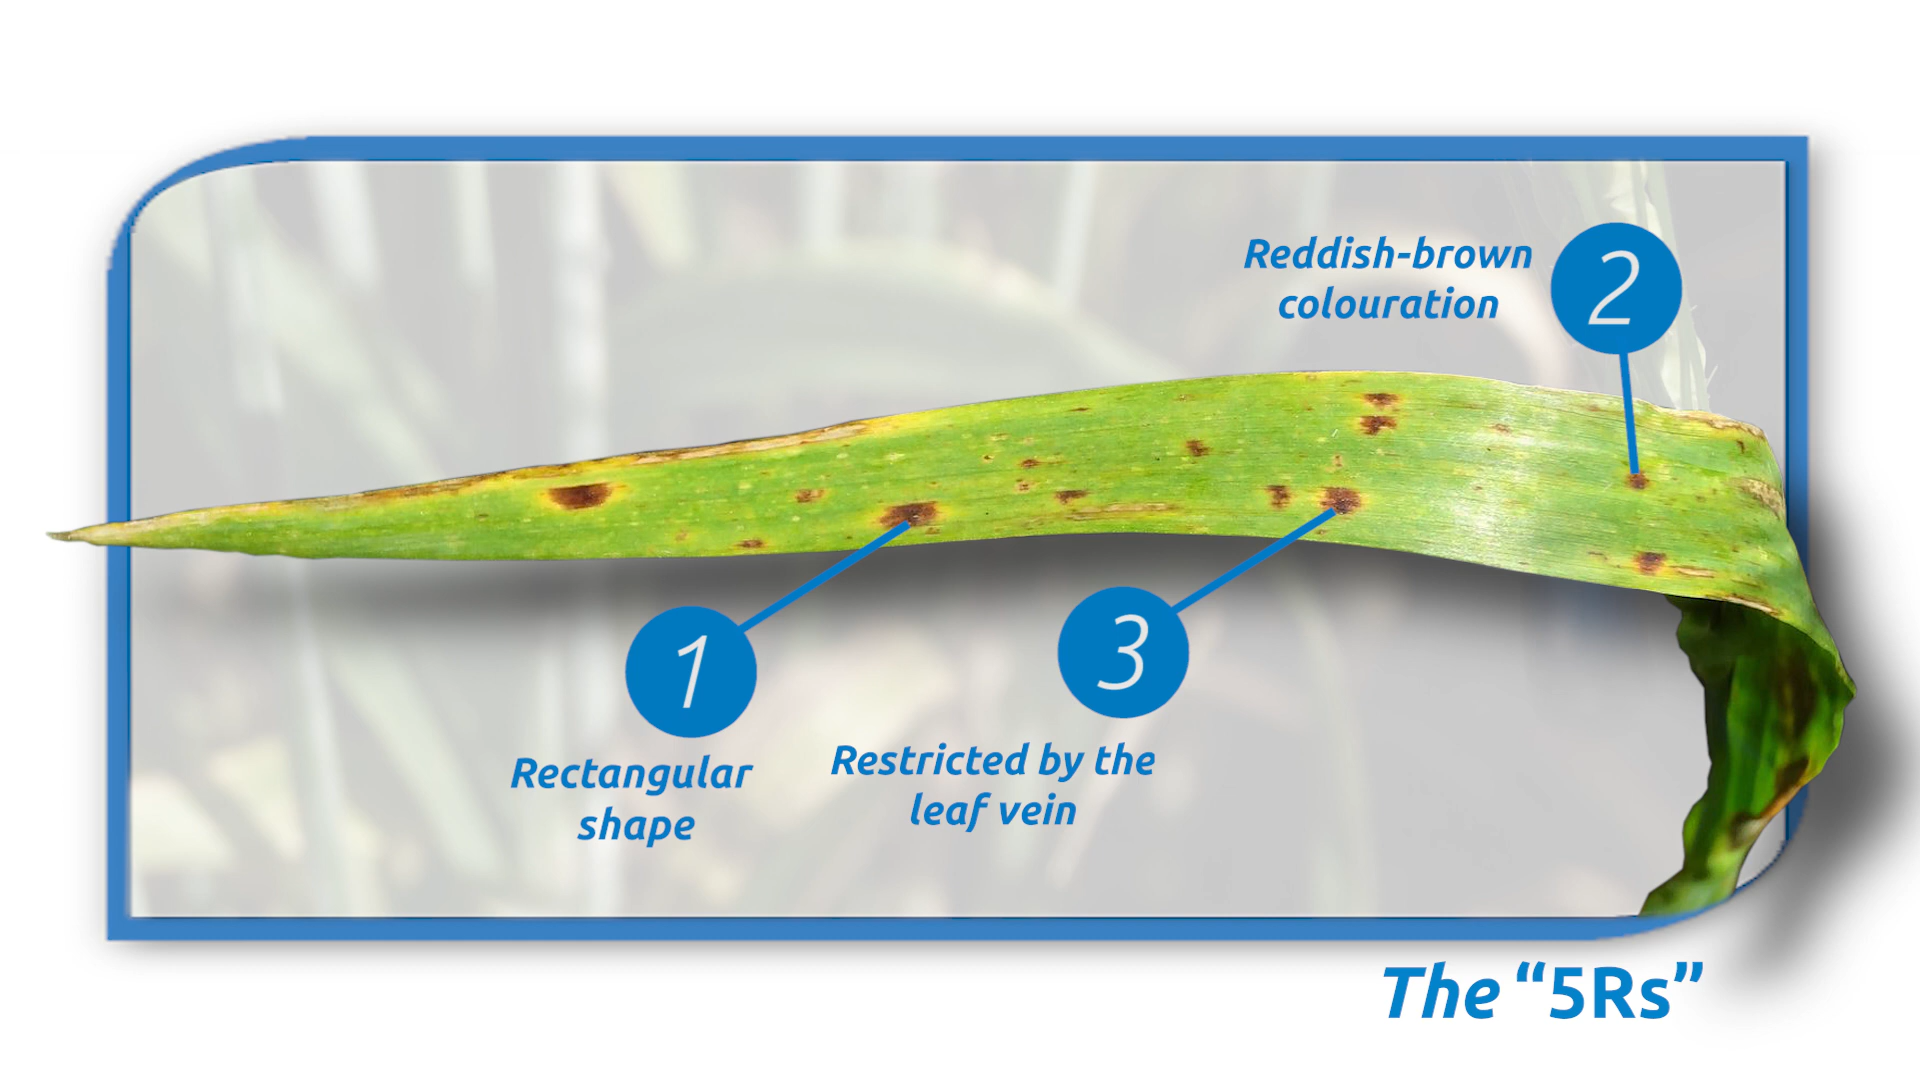 Reddish-brown
colouration
2
1
Rectangular
shape
3
Restricted by the
leaf vein
The “5Rs”